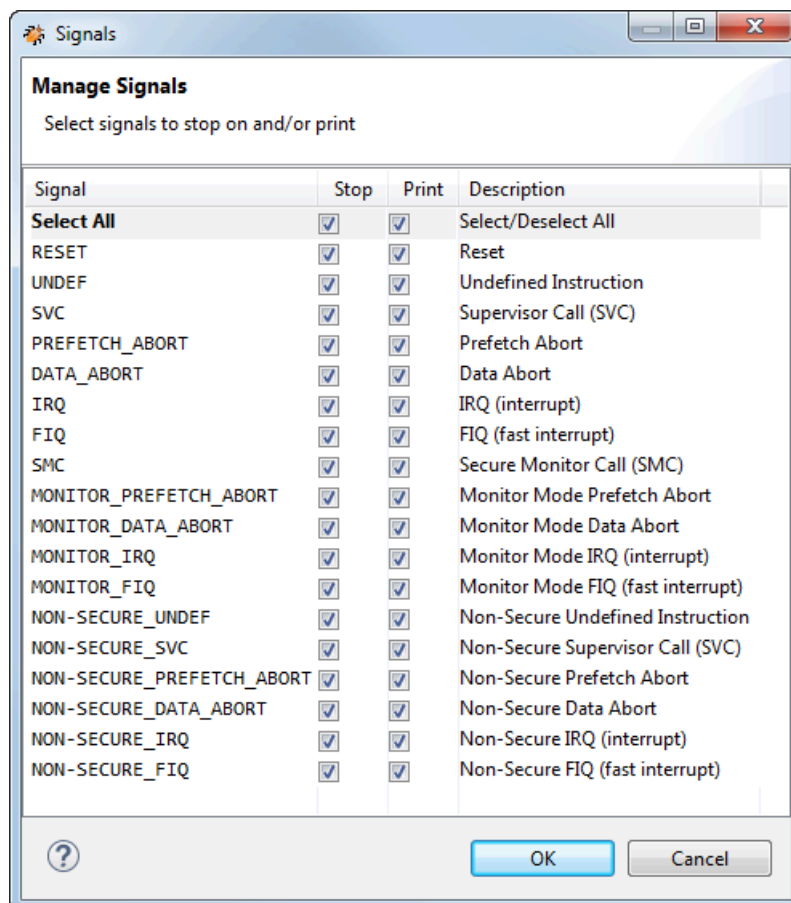 Signals
Manage Signals
Select signals to stop on and/or print
Signal Stop Print Description
Select All Select/Deselect All
RESET Reset
UNDEF Undefined Instruction
SVC Supervisor Call (SVC)
PREFETCH_ABORT Prefetch Abort
DATA_ABORT Data Abort
IRQ IRQ (interrupt)
FIQ FIQ (fast interrupt)
SMC Secure Monitor Call (SMC)
MONITOR_PREFETCH_ABORT Monitor Mode Prefetch Abort
MONITOR_DATA_ABORT Monitor Mode Data Abort
MONITOR_IRQ Monitor Mode IRQ (interrupt)
MONITOR_FIQ Monitor Mode FIQ (fast interrupt)
NON-SECURE_UNDEF Non-Secure Undefined Instruction
NON-SECURE_SVC Non-Secure Supervisor Call (SVC)
NON-SECURE_PREFETCH_ABORT Non-Secure Prefetch Abort
NON-SECURE_DATA_ABORT Non-Secure Data Abort
NON-SECURE_IRQ Non-Secure IRQ (interrupt)
NON-SECURE_FIQ Non-Secure FIQ (fast interrupt)
? OK Cancel